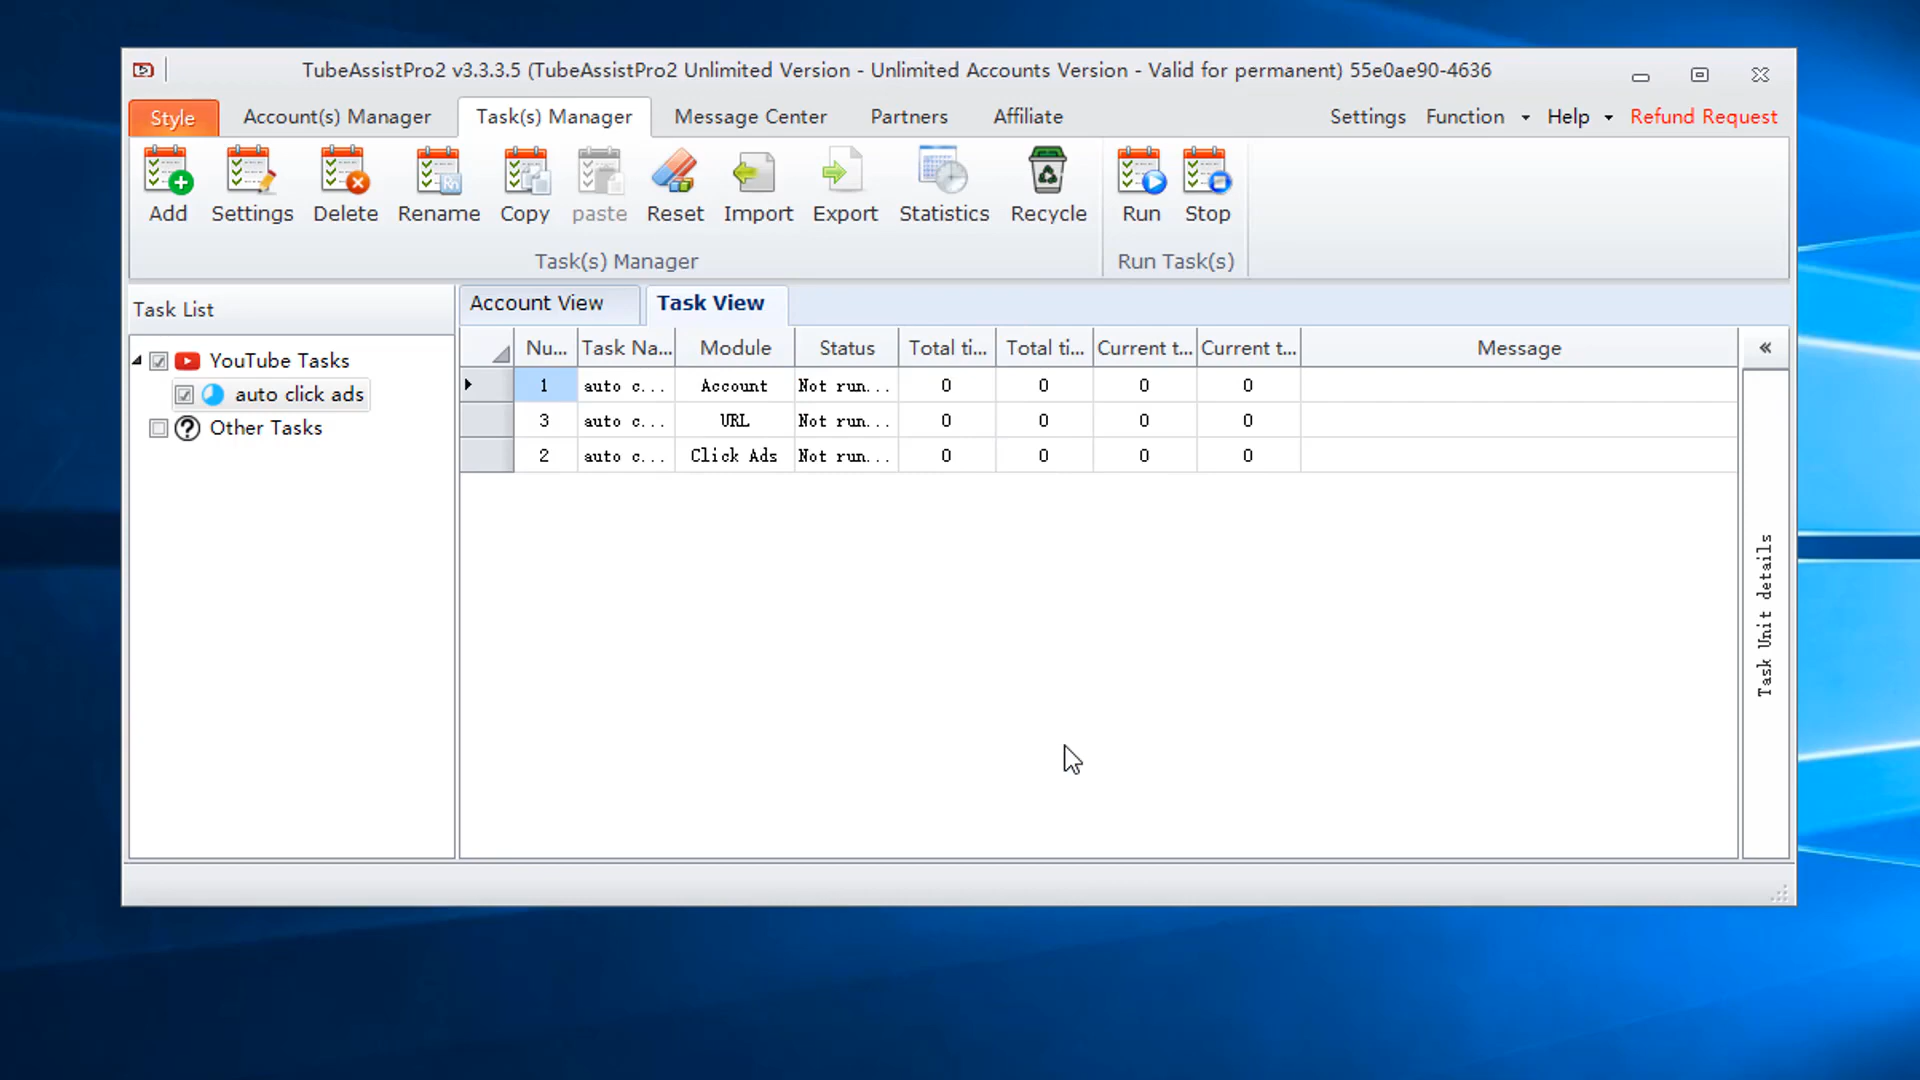 TubeAssistPro2 v3.3.3.5 (TubeAssistPro2 Unlimited Version - Unlimited Accounts Version - Valid for permanent) 55e0ae90-4636
Style Account(s) Manager Task(s) Manager Message Center Partners Affiliate Settings Function Help Refund Request
Add Settings Delete Rename Copy paste Reset Import Export Statistics Recycle Run Stop
Task(s) Manager Run Task(s)
Task List
YouTube Tasks
auto click ads
Other Tasks
Account View Task View
Nu... Task Na... Module Status Total ti... Total ti... Current t... Current t... Message
1 auto c... Account Not run... 0 0 0 0
3 auto c... URL Not run... 0 0 0 0
2 auto c... Click Ads Not run... 0 0 0 0
Task Unit details